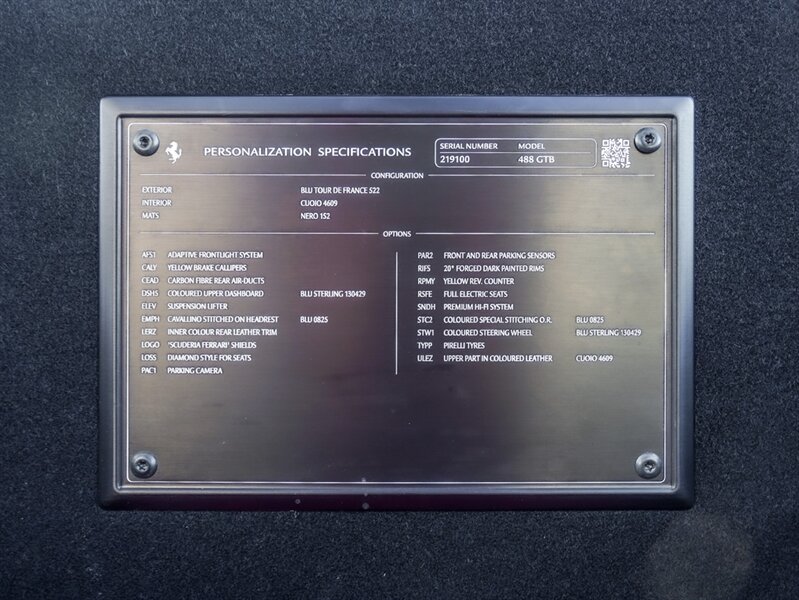 PERSONALIZATION SPECIFICATIONS
SERIAL NUMBER MODEL
219100 488 GTB
CONFIGURATION
EXTERIOR BLU TOUR DE FRANCE 522
INTERIOR CUOIO 4609
MATS NERO 152
OPTIONS
AFS1 ADAPTIVE FRONTLIGHT SYSTEM
CALY YELLOW BRAKE CALLIPERS
CEAD CARBON FIBRE REAR AIR-DUCTS
DSH5 COLOURED UPPER DASHBOARD BLU STERLING 130429
ELEV SUSPENSION LIFTER
EMPH CAVALLINO STITCHED ON HEADREST BLU 0825
LERZ INNER COLOUR REAR LEATHER TRIM
LOGO 'SCUDERIA FERRARI' SHIELDS
LOSS DIAMOND STYLE FOR SEATS
PAC1 PARKING CAMERA
PAR2 FRONT AND REAR PARKING SENSORS
RIFS 20" FORGED DARK PAINTED RIMS
RPMY YELLOW REV. COUNTER
RSFE FULL ELECTRIC SEATS
SNDH PREMIUM HI-FI SYSTEM
STC2 COLOURED SPECIAL STITCHING O.R. BLU 0825
STW1 COLOURED STEERING WHEEL BLU STERLING 130429
TYPP PIRELLI TYRES
ULEZ UPPER PART IN COLOURED LEATHER CUOIO 4609